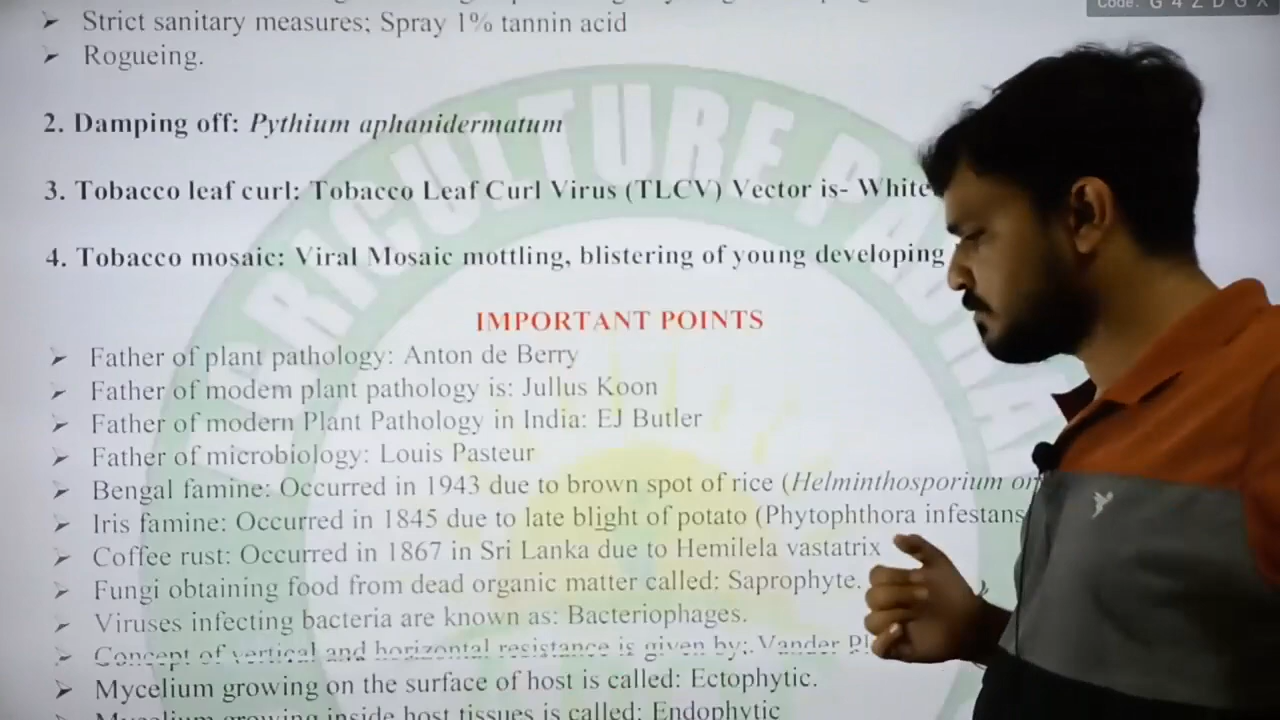 Code: G 4 Z D G X
Strict sanitary measures; Spray 1% tannin acid
Rogueing.
2. Damping off: Pythium aphanidermatum
3. Tobacco leaf curl: Tobacco Leaf Curl Virus (TLCV) Vector is- White
4. Tobacco mosaic: Viral Mosaic mottling, blistering of young developing
AGRICULTURE PADHAI
IMPORTANT POINTS
Father of plant pathology: Anton de Berry
Father of modem plant pathology is: Jullus Koon
Father of modern Plant Pathology in India: EJ Butler
Father of microbiology: Louis Pasteur
Bengal famine: Occurred in 1943 due to brown spot of rice (Helminthosporium or
Iris famine: Occurred in 1845 due to late blight of potato (Phytophthora infestans
Coffee rust: Occurred in 1867 in Sri Lanka due to Hemilela vastatrix
Fungi obtaining food from dead organic matter called: Saprophyte.
Viruses infecting bacteria are known as: Bacteriophages.
Concept of vertical and horizontal resistance is given by:. Vander Pl
Mycelium growing on the surface of host is called: Ectophytic.
Mycelium growing inside host tissues is called: Endophytic